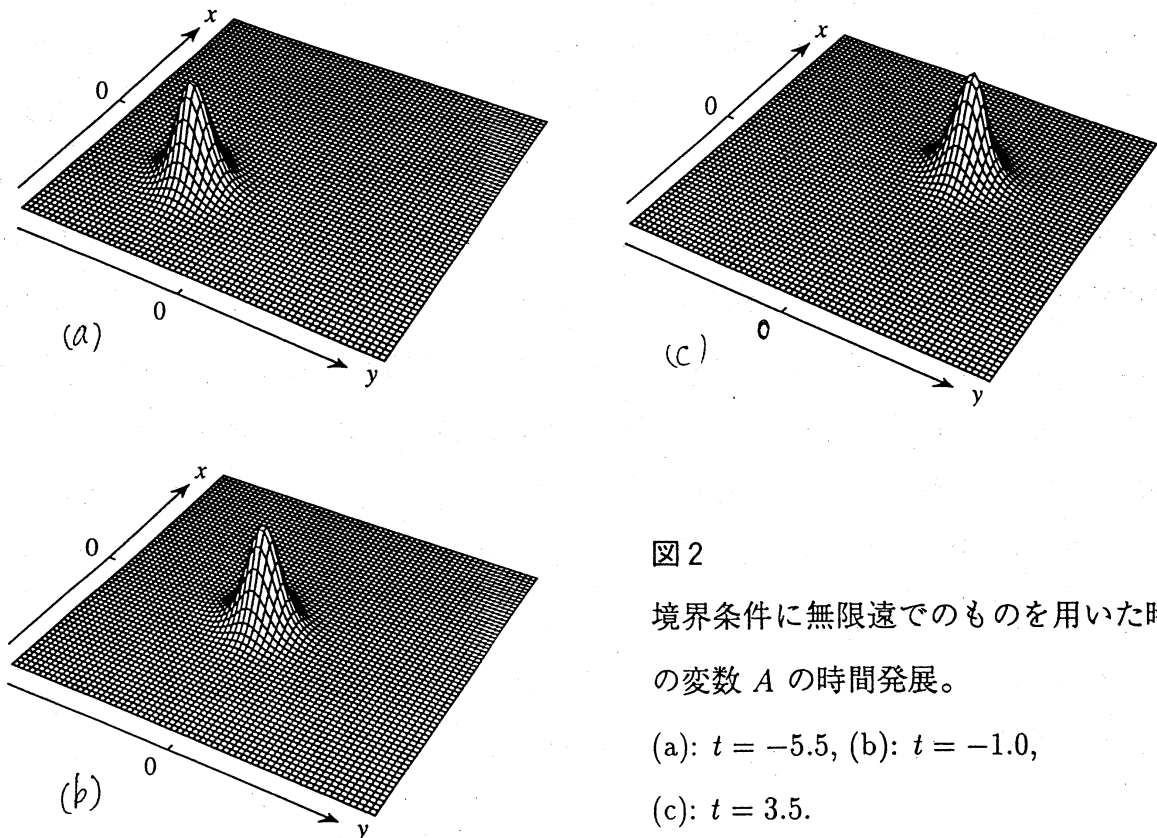 x
0
0
y
(a)
x
0
0
y
(c)
x
0
0
y
(b)
図2
境界条件に無限遠でのものを用いた
の変数 A の時間発展。
(a): t = −5.5, (b): t = −1.0,
(c): t = 3.5.